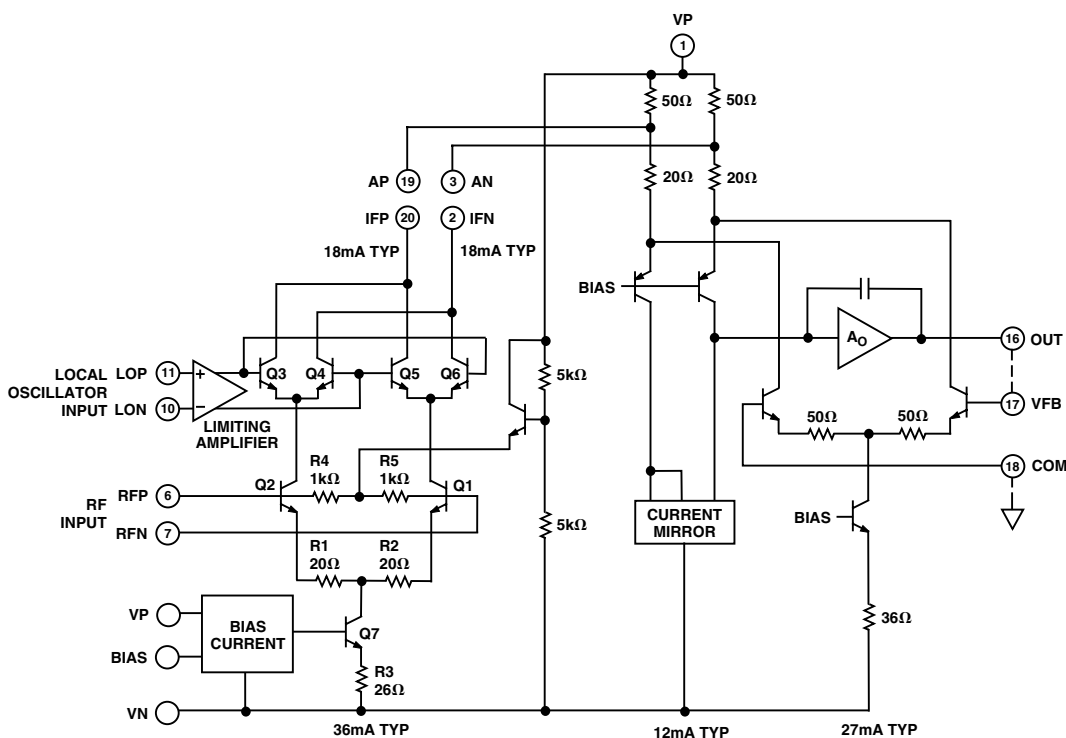 VP
1
50Ω
50Ω
AP
19
3
AN
20Ω
20Ω
IFP
20
2
IFN
18mA TYP
18mA TYP
BIAS
AO
16
OUT
LOCAL
OSCILLATOR
INPUT
LOP
11
+
Q3
Q4
Q5
Q6
5kΩ
LON
10
–
LIMITING
AMPLIFIER
17
VFB
50Ω
50Ω
R4
1kΩ
R5
1kΩ
18
COM
RF
INPUT
RFP
6
Q2
Q1
RFN
7
5kΩ
CURRENT
MIRROR
BIAS
R1
20Ω
R2
20Ω
VP
BIAS
CURRENT
Q7
36Ω
BIAS
R3
26Ω
VN
36mA TYP
12mA TYP
27mA TYP